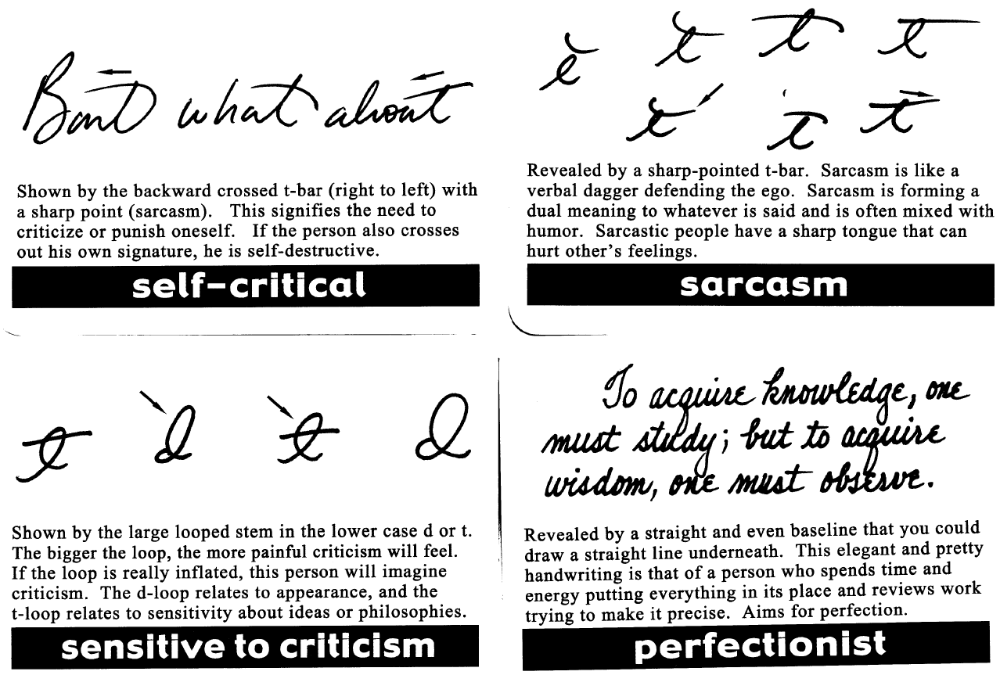 Bont what about
Shown by the backward crossed t-bar (right to left) with
a sharp point (sarcasm). This signifies the need to
criticize or punish oneself. If the person also crosses
out his own signature, he is self-destructive.
self-critical
t t t t
t t t
Revealed by a sharp-pointed t-bar. Sarcasm is like a
verbal dagger defending the ego. Sarcasm is forming a
dual meaning to whatever is said and is often mixed with
humor. Sarcastic people have a sharp tongue that can
hurt other's feelings.
sarcasm
t d t d
Shown by the large looped stem in the lower case d or t.
The bigger the loop, the more painful criticism will feel.
If the loop is really inflated, this person will imagine
criticism. The d-loop relates to appearance, and the
t-loop relates to sensitivity about ideas or philosophies.
sensitive to criticism
To acquire knowledge, one
must study; but to acquire
wisdom, one must observe.
Revealed by a straight and even baseline that you could
draw a straight line underneath. This elegant and pretty
handwriting is that of a person who spends time and
energy putting everything in its place and reviews work
trying to make it precise. Aims for perfection.
perfectionist